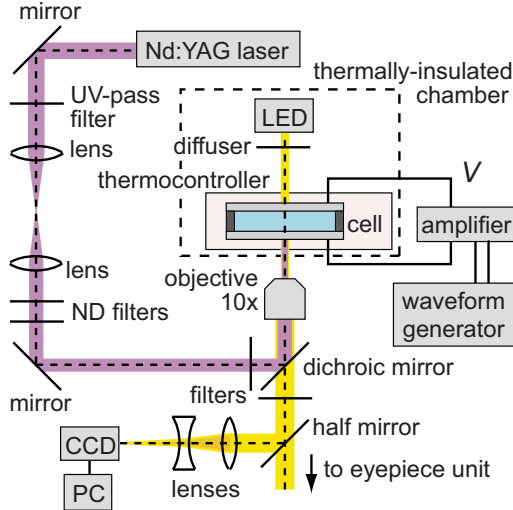 mirror
Nd:YAG laser
UV-pass
filter
lens
thermally-insulated
chamber
LED
diffuser
thermocontroller
V
cell
amplifier
lens
objective
10x
ND filters
waveform
generator
mirror
filters
dichroic mirror
half mirror
CCD
PC
lenses
to eyepiece unit